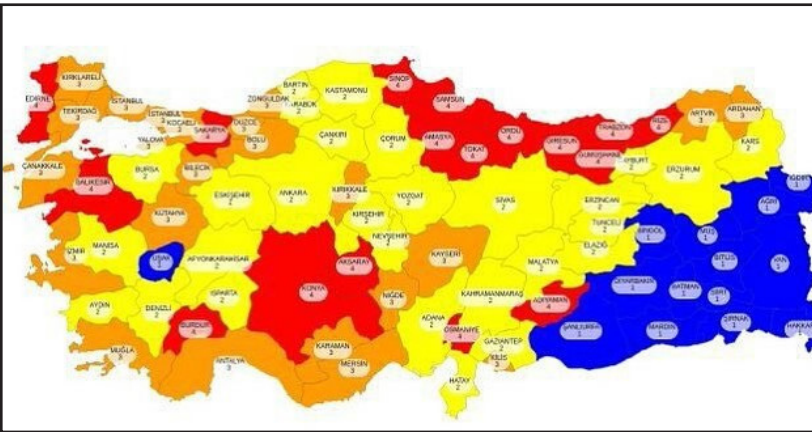 KIRKLARELİ
3
EDİRNE
4
TEKİRDAĞ
3
İSTANBUL
3
İSTANBUL
3
KOCAELİ
3
YALOVA
3
SAKARYA
4
DÜZCE
3
BOLU
3
ZONGULDAK
3
BARTIN
2
KARABÜK
2
KASTAMONU
2
SİNOP
4
SAMSUN
4
ÇANKIRI
2
ÇORUM
2
AMASYA
4
TOKAT
4
ORDU
4
GİRESUN
4
TRABZON
4
GÜMÜŞHANE
4
RİZE
4
ARTVİN
3
ARDAHAN
3
KARS
2
BAYBURT
2
ERZURUM
2
IĞDIR
1
AĞRI
1
ÇANAKKALE
3
BALIKESİR
4
BURSA
2
BİLECİK
3
ESKİŞEHİR
2
ANKARA
2
KIRIKKALE
3
KIRŞEHİR
2
YOZGAT
2
SİVAS
2
ERZİNCAN
2
TUNCELİ
2
BİNGÖL
1
MUŞ
1
KÜTAHYA
3
MANİSA
2
İZMİR
3
UŞAK
1
AFYONKARAHİSAR
2
NEVŞEHİR
2
KAYSERİ
3
MALATYA
2
ELAZIĞ
2
BİTLİS
1
VAN
1
AYDIN
2
DENİZLİ
2
ISPARTA
2
BURDUR
4
KONYA
4
AKSARAY
4
NİĞDE
3
KAHRAMANMARAŞ
2
ADIYAMAN
4
DİYARBAKIR
1
BATMAN
1
SİİRT
1
ŞIRNAK
1
HAKKA
1
MUĞLA
3
ANTALYA
3
KARAMAN
3
MERSİN
3
ADANA
2
OSMANİYE
4
GAZİANTEP
2
KİLİS
3
HATAY
2
ŞANLIURFA
1
MARDİN
1